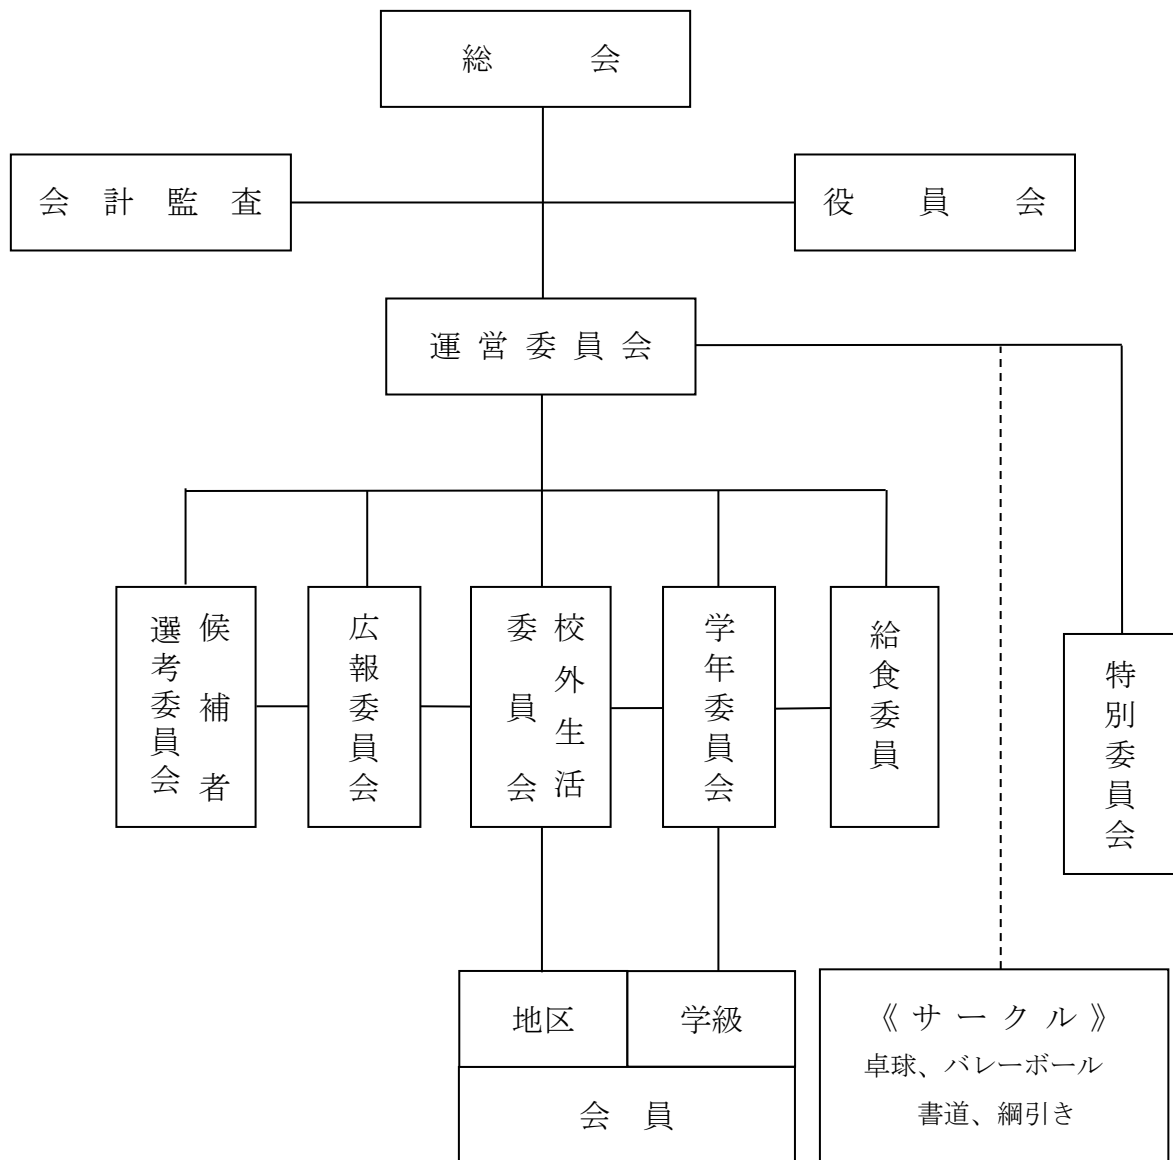 総会
会計監査
役員会
運営委員会
候補者
選考委員会
広報委員会
校外生活
委員会
学年委員会
給食委員
特別委員会
地区
学級
会員
《サークル》
卓球、バレーボール
書道、綱引き